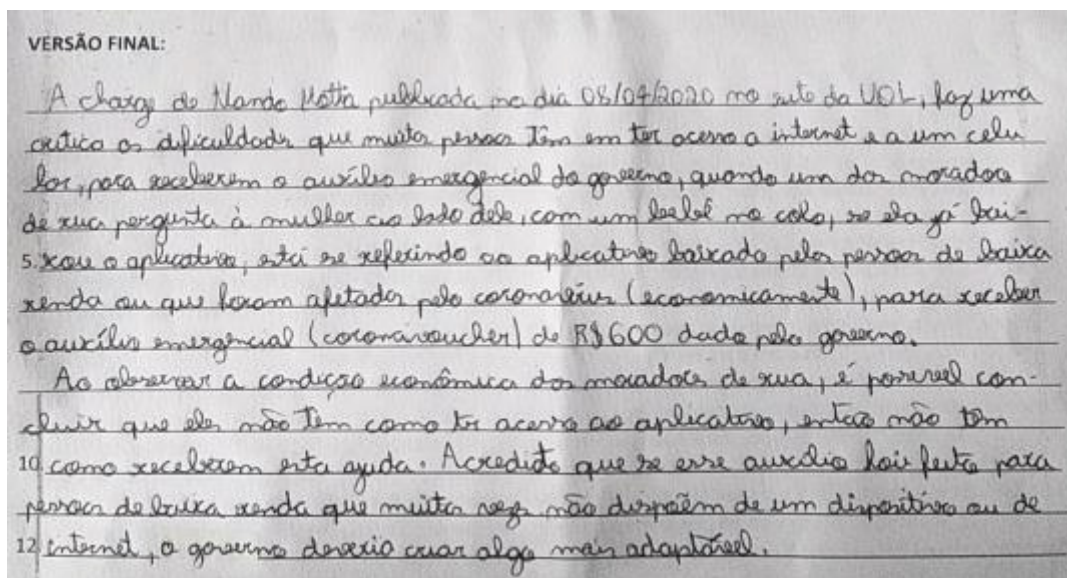 VERSÃO FINAL:
A charge de Nando Motta publicada no dia 08/04/2020 no site da UOL, faz uma
crítica as dificuldades que muitas pessoas têm em ter acesso a internet e a um celu
lar, para receberem o auxílio emergencial do governo, quando um dos moradores
de rua pergunta à mulher ao lado dele, com um bebê no colo, se ela já bai-
5. xou o aplicativo, está se referindo ao aplicativo baixado pelas pessoas de baixa
renda ou que foram afetadas pelo coronavírus (economicamente), para receber
o auxílio emergencial (coronavoucher) de R$600 dado pelo governo.
Ao observar a condição econômica dos moradores de rua, é possível con-
cluir que eles não têm como ter acesso ao aplicativo, então não têm
10 como receberem esta ajuda. Acredito que se esse auxílio foi feito para
pessoas de baixa renda que muitas vezes não dispõem de um dispositivo ou de
12 internet, o governo deveria criar algo mais adaptável.